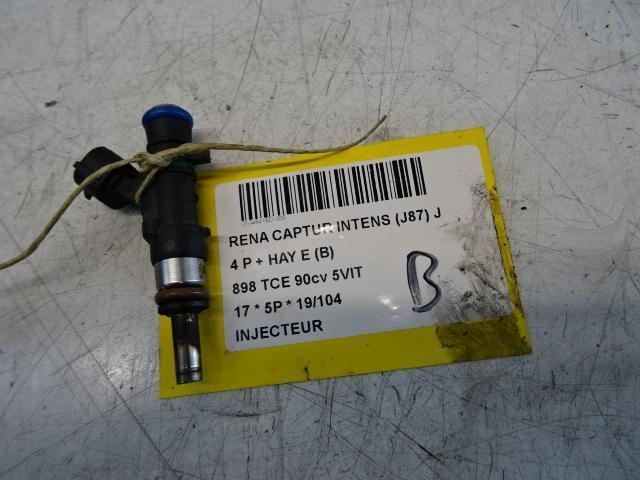 RENA CAPTUR INTENS (J87) J
4 P + HAY E (B)
898 TCE 90cv 5VIT
17 * 5P * 19/104
INJECTEUR
B